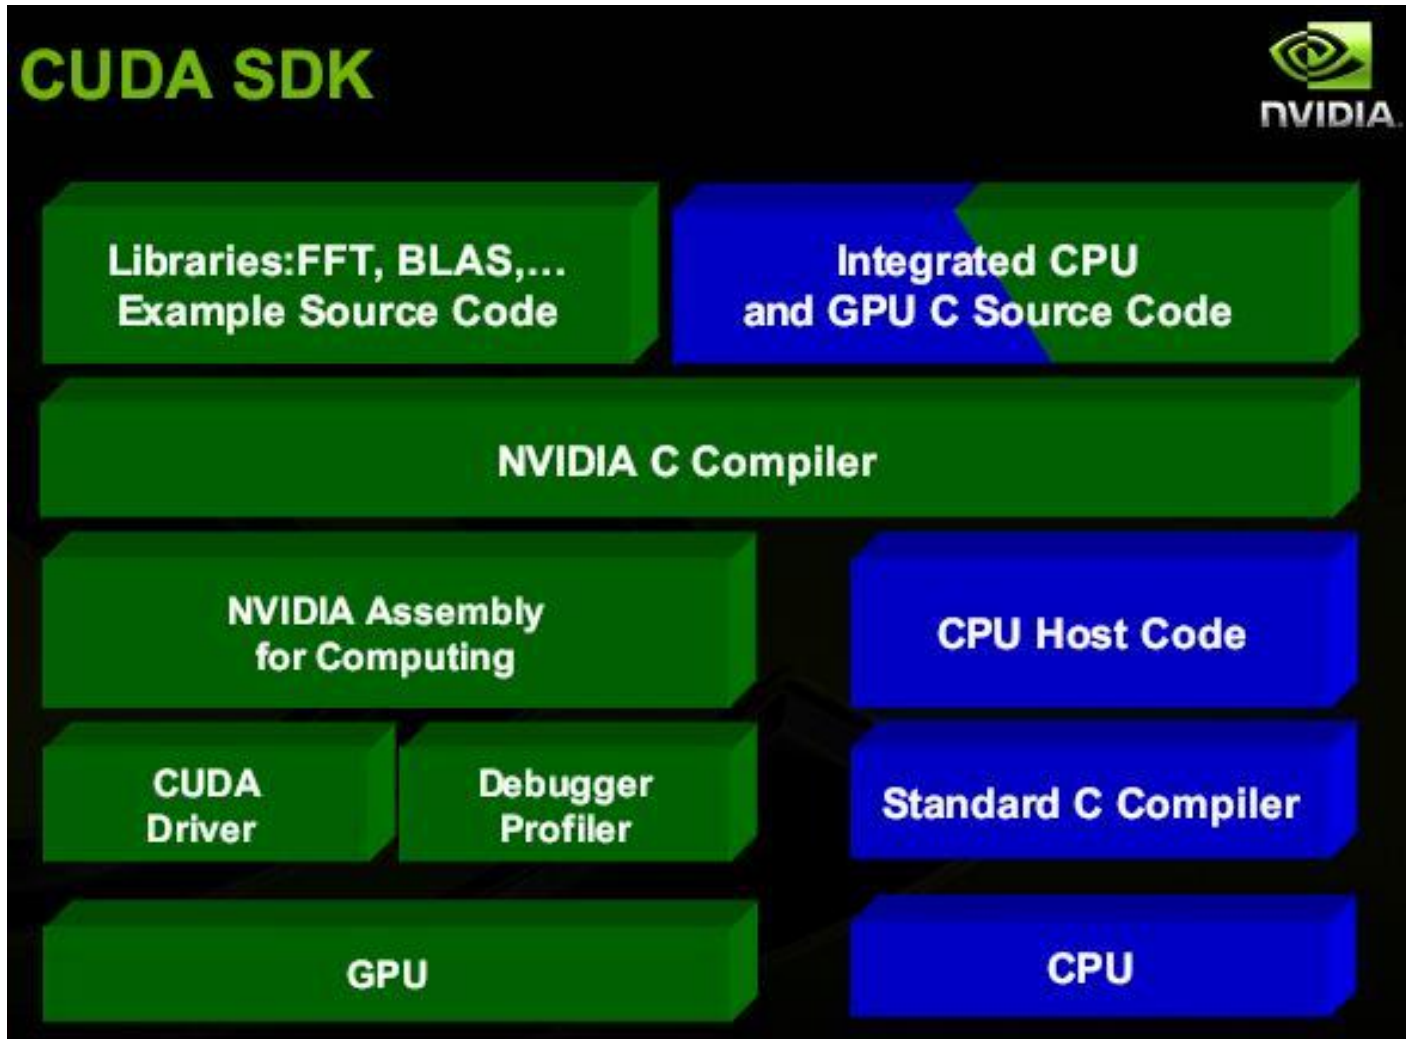 CUDA SDK
NVIDIA
Libraries:FFT, BLAS,...
Example Source Code
Integrated CPU
and GPU C Source Code
NVIDIA C Compiler
NVIDIA Assembly
for Computing
CPU Host Code
CUDA
Driver
Debugger
Profiler
Standard C Compiler
GPU
CPU